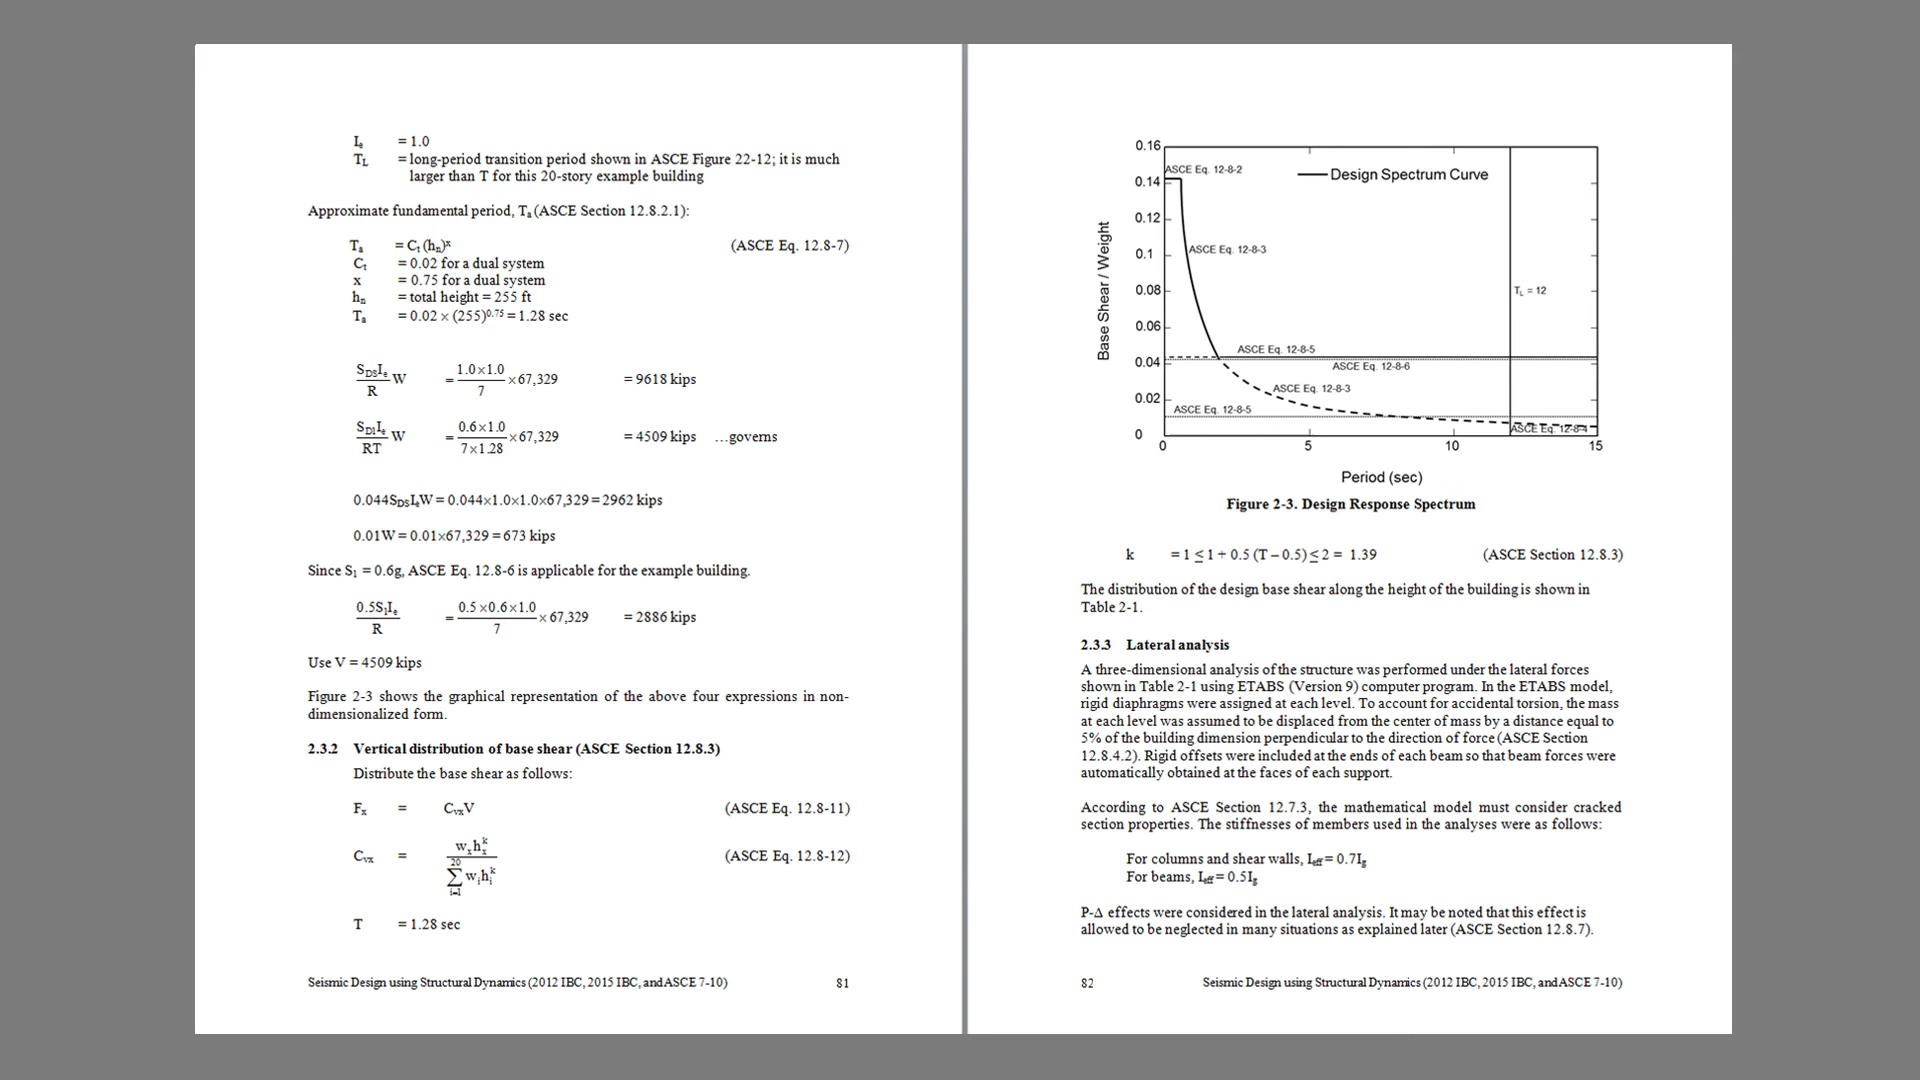 Ie = 1.0
TL = long-period transition period shown in ASCE Figure 22-12; it is much
larger than T for this 20-story example building
Approximate fundamental period, Ta (ASCE Section 12.8.2.1):
Ta = Ct (hn)x (ASCE Eq. 12.8-7)
Ct = 0.02 for a dual system
x = 0.75 for a dual system
hn = total height = 255 ft
Ta = 0.02 × (255)0.75 = 1.28 sec
SDSIe/R W = 1.0×1.0/7 ×67,329 = 9618 kips
SD1Ie/RT W = 0.6×1.0/7×1.28 ×67,329 = 4509 kips …governs
0.044SDSIeW = 0.044×1.0×1.0×67,329 = 2962 kips
0.01W = 0.01×67,329 = 673 kips
Since S1 = 0.6g, ASCE Eq. 12.8-6 is applicable for the example building.
0.5S1Ie/R = 0.5×0.6×1.0/7 × 67,329 = 2886 kips
Use V = 4509 kips
Figure 2-3 shows the graphical representation of the above four expressions in non-
dimensionalized form.
2.3.2 Vertical distribution of base shear (ASCE Section 12.8.3)
Distribute the base shear as follows:
Fx = CvxV (ASCE Eq. 12.8-11)
Cvx = wxhxk / 20∑i=1 wihik (ASCE Eq. 12.8-12)
T = 1.28 sec
Seismic Design using Structural Dynamics (2012 IBC, 2015 IBC, and ASCE 7-10) 81
0.16
ASCE Eq. 12-8-2
Design Spectrum Curve
0.14
0.12
ASCE Eq. 12-8-3
0.1
Base Shear / Weight
0.08
TL = 12
0.06
ASCE Eq. 12-8-5
0.04
ASCE Eq. 12-8-6
ASCE Eq. 12-8-3
0.02
ASCE Eq. 12-8-5
ASCE Eq. 12-8-4
0
0 5 10 15
Period (sec)
Figure 2-3. Design Response Spectrum
k = 1 ≤ 1 + 0.5 (T – 0.5) ≤ 2 = 1.39 (ASCE Section 12.8.3)
The distribution of the design base shear along the height of the building is shown in
Table 2-1.
2.3.3 Lateral analysis
A three-dimensional analysis of the structure was performed under the lateral forces
shown in Table 2-1 using ETABS (Version 9) computer program. In the ETABS model,
rigid diaphragms were assigned at each level. To account for accidental torsion, the mass
at each level was assumed to be displaced from the center of mass by a distance equal to
5% of the building dimension perpendicular to the direction of force (ASCE Section
12.8.4.2). Rigid offsets were included at the ends of each beam so that beam forces were
automatically obtained at the faces of each support.
According to ASCE Section 12.7.3, the mathematical model must consider cracked
section properties. The stiffnesses of members used in the analyses were as follows:
For columns and shear walls, Ieff = 0.7Ig
For beams, Ieff = 0.5Ig
P-Δ effects were considered in the lateral analysis. It may be noted that this effect is
allowed to be neglected in many situations as explained later (ASCE Section 12.8.7).
82 Seismic Design using Structural Dynamics (2012 IBC, 2015 IBC, and ASCE 7-10)